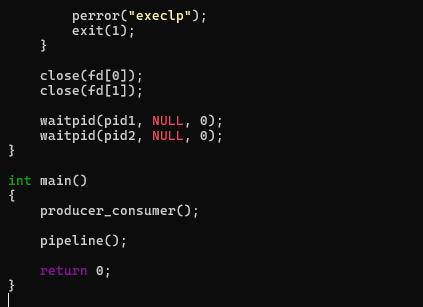 perror("execlp");
        exit(1);
    }

    close(fd[0]);
    close(fd[1]);

    waitpid(pid1, NULL, 0);
    waitpid(pid2, NULL, 0);
}

int main()
{
    producer_consumer();

    pipeline();

    return 0;
}